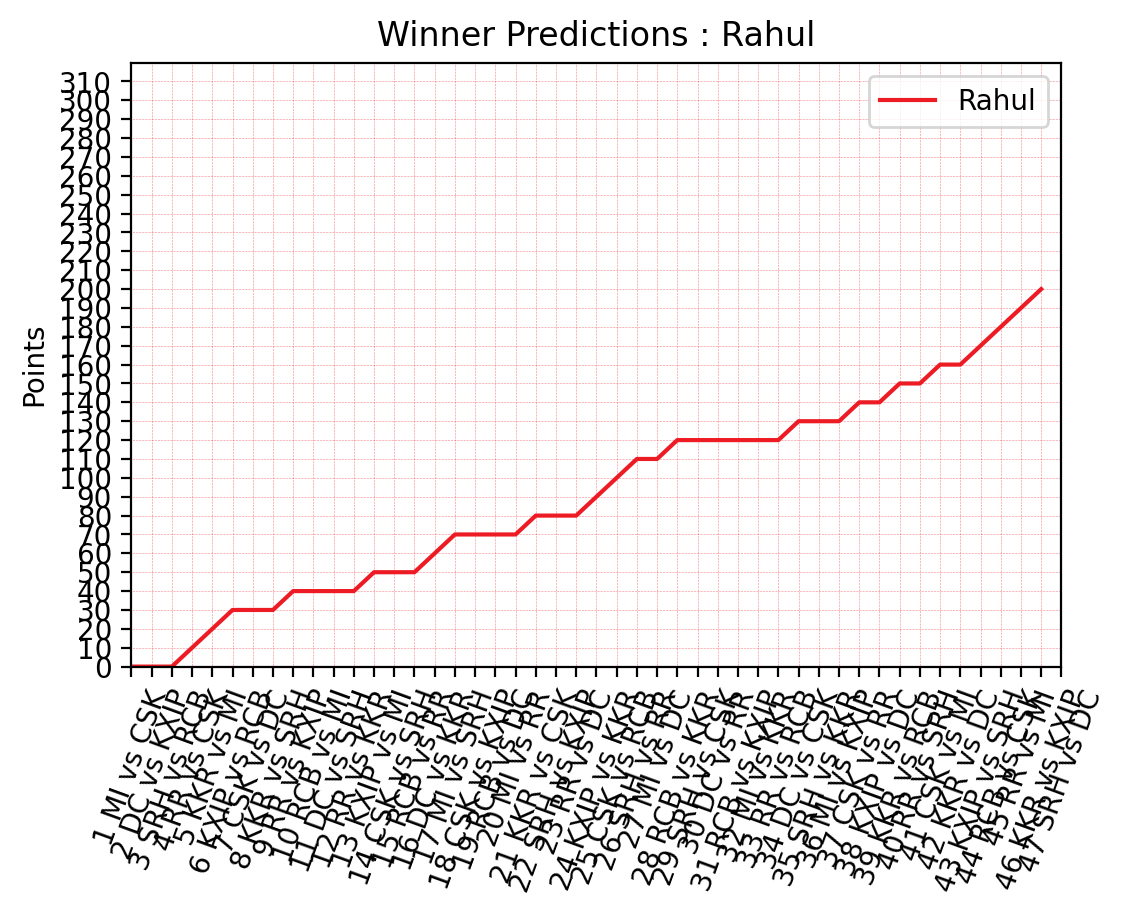 Winner Predictions : Rahul
Rahul
Points
310
300
290
280
270
260
250
240
230
220
210
200
190
180
170
160
150
140
130
120
110
100
90
80
70
60
50
40
30
20
10
0
1 MI vs CSK
2 DC vs KXIP
3 SRH vs RCB
4 RR vs CSK
5 KKR vs MI
6 KXIP vs RCB
7 CSK vs DC
8 KKR vs SRH
9 RR vs KXIP
10 RCB vs MI
11 DC vs SRH
12 RR vs KKR
13 KXIP vs MI
14 CSK vs SRH
15 RCB vs RR
16 DC vs KKR
17 MI vs SRH
18 CSK vs KXIP
19 RCB vs DC
20 MI vs RR
21 KKR vs CSK
22 SRH vs KXIP
23 RR vs DC
24 KXIP vs KKR
25 CSK vs RCB
26 SRH vs RR
27 MI vs DC
28 RCB vs KKR
29 SRH vs CSK
30 DC vs RR
31 RCB vs KXIP
32 MI vs KKR
33 RR vs RCB
34 DC vs CSK
35 SRH vs KKR
36 MI vs KXIP
37 CSK vs RR
38 KXIP vs DC
39 KKR vs RCB
40 RR vs SRH
41 CSK vs MI
42 KKR vs DC
43 KXIP vs SRH
44 RCB vs CSK
45 RR vs MI
46 KKR vs KXIP
47 SRH vs DC